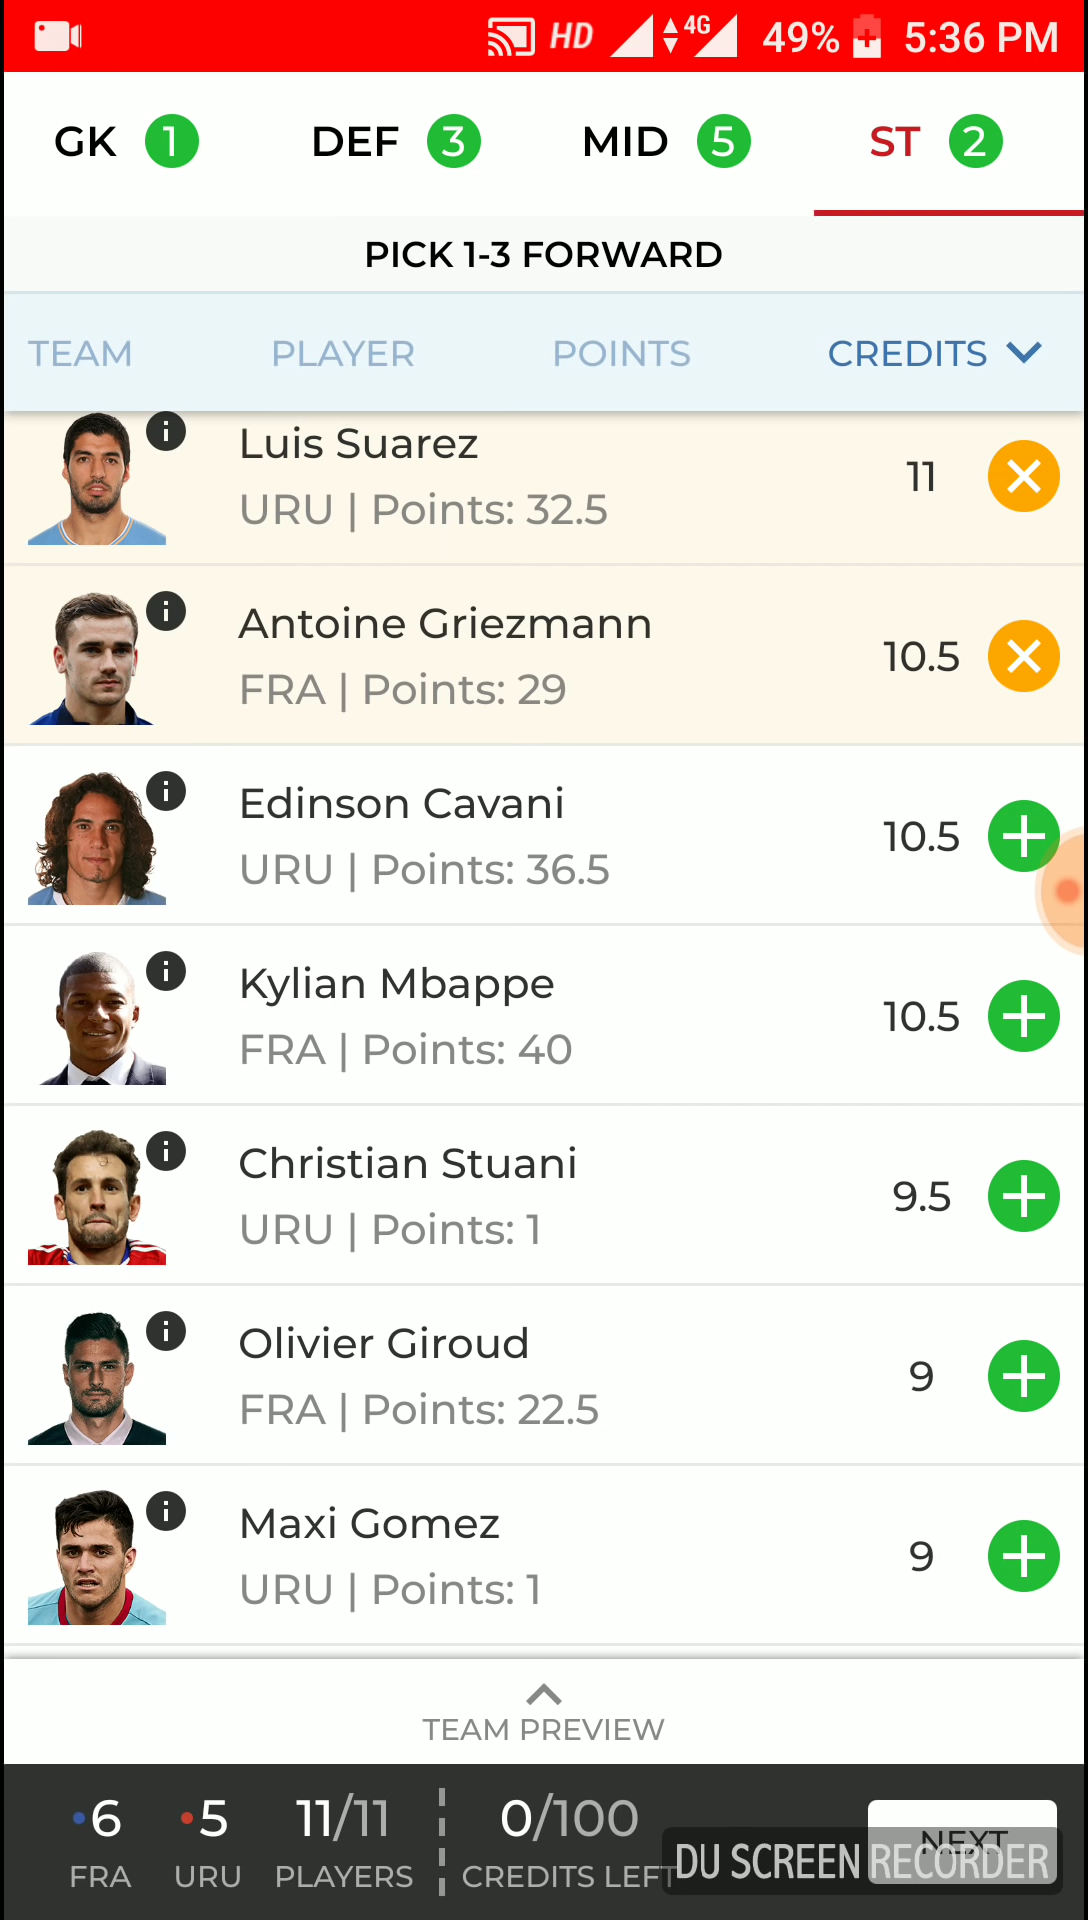 HD 4G 49% 5:36 PM
GK 1 DEF 3 MID 5 ST 2
PICK 1-3 FORWARD
TEAM PLAYER POINTS CREDITS
Luis Suarez
URU | Points: 32.5
11
Antoine Griezmann
FRA | Points: 29
10.5
Edinson Cavani
URU | Points: 36.5
10.5
Kylian Mbappe
FRA | Points: 40
10.5
Christian Stuani
URU | Points: 1
9.5
Olivier Giroud
FRA | Points: 22.5
9
Maxi Gomez
URU | Points: 1
9
TEAM PREVIEW
6 5 11/11 0/100
FRA URU PLAYERS CREDITS LEFT
NEXT
DU SCREEN RECORDER